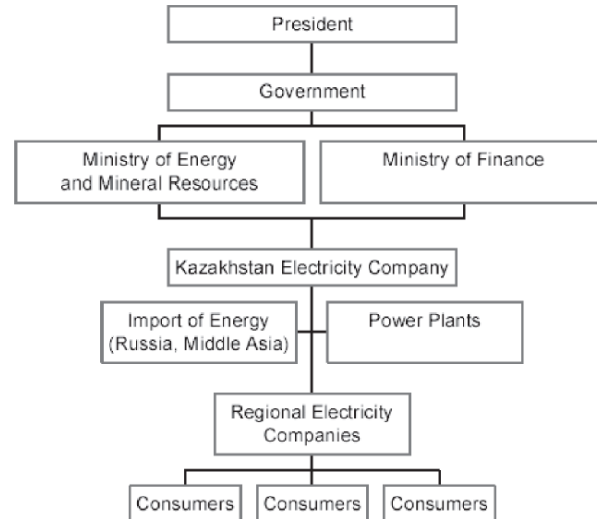 President
Government
Ministry of Energy
and Mineral Resources
Ministry of Finance
Kazakhstan Electricity Company
Import of Energy
(Russia, Middle Asia)
Power Plants
Regional Electricity
Companies
Consumers
Consumers
Consumers